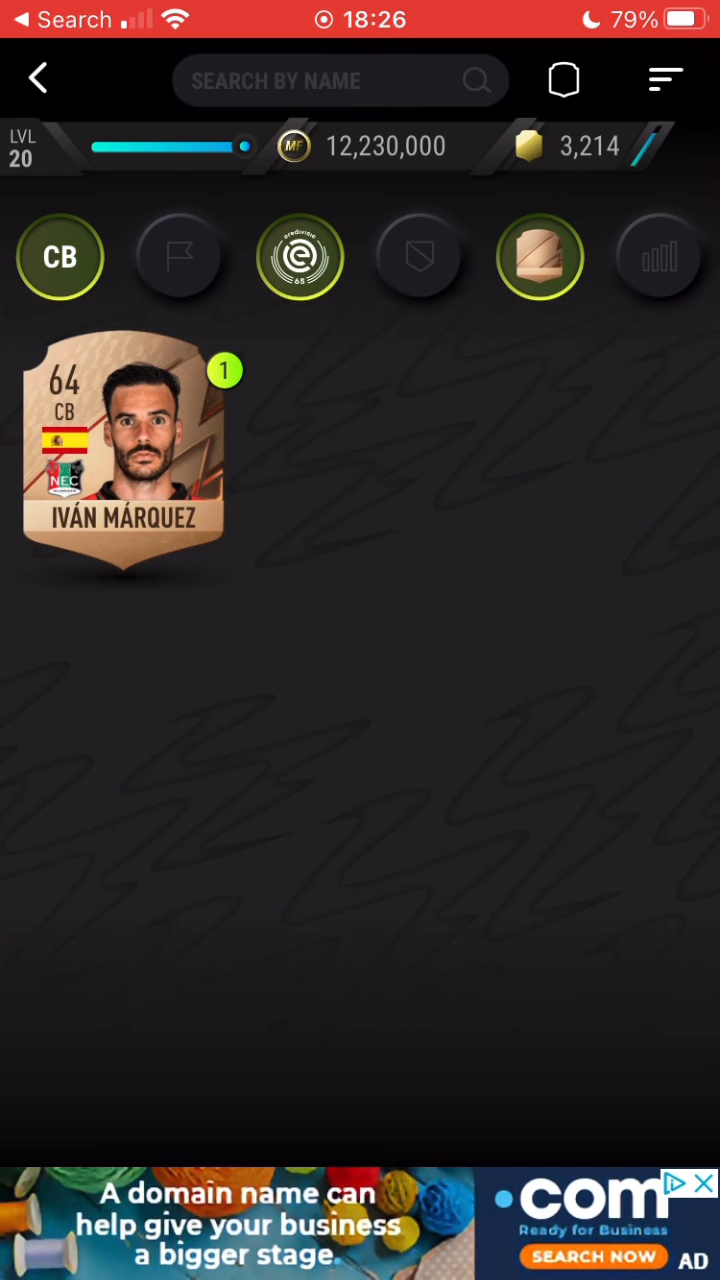 Search 18:26 79%
SEARCH BY NAME
LVL
20
MF 12,230,000 3,214
CB
eredivisie
e
65
1
64
CB
NEC
IVÁN MÁRQUEZ
A domain name can
help give your business
a bigger stage.
.com
Ready for Business
SEARCH NOW
AD